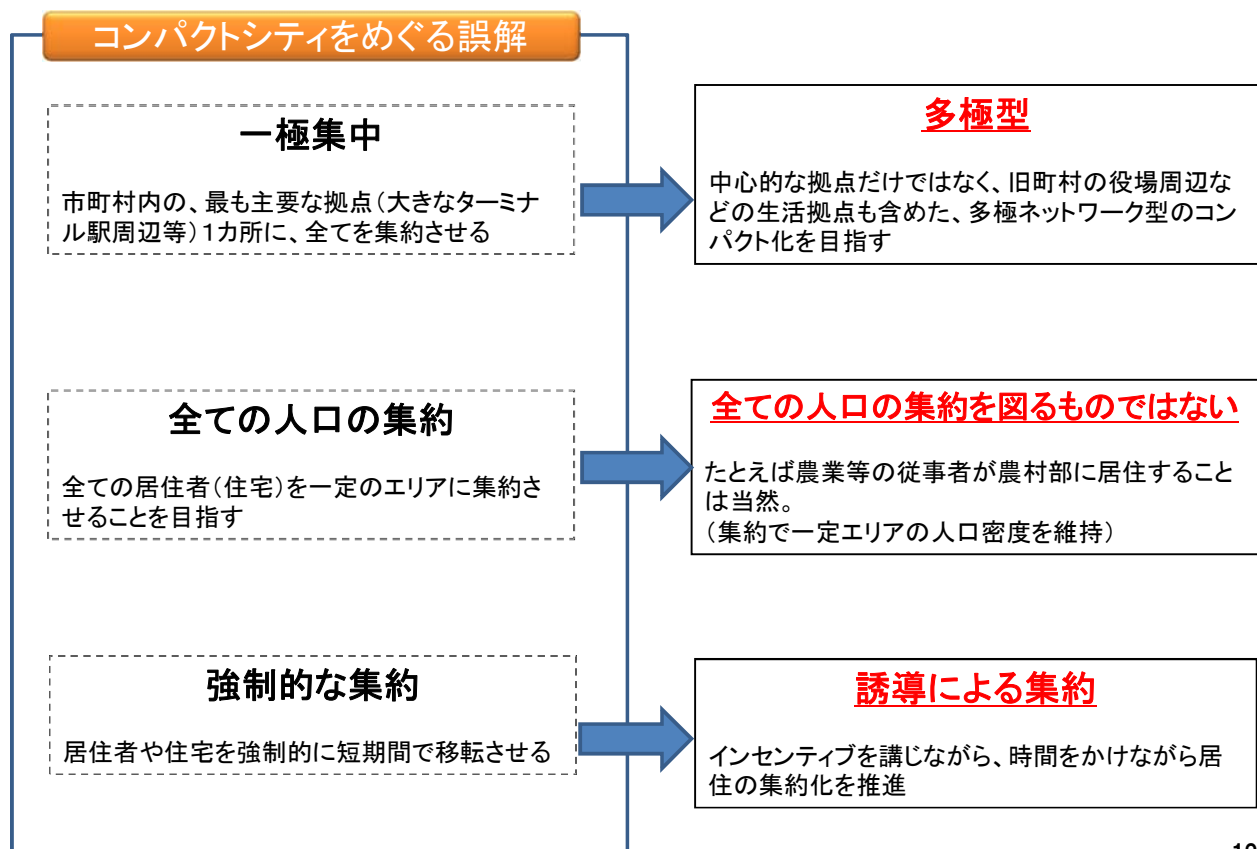 コンパクトシティをめぐる誤解
一極集中
市町村内の、最も主要な拠点(大きなターミナ
ル駅周辺等)1カ所に、全てを集約させる
多極型
中心的な拠点だけではなく、旧町村の役場周辺な
どの生活拠点も含めた、多極ネットワーク型のコン
パクト化を目指す
全ての人口の集約
全ての居住者(住宅)を一定のエリアに集約さ
せることを目指す
全ての人口の集約を図るものではない
たとえば農業等の従事者が農村部に居住すること
は当然。
(集約で一定エリアの人口密度を維持)
強制的な集約
居住者や住宅を強制的に短期間で移転させる
誘導による集約
インセンティブを講じながら、時間をかけながら居
住の集約化を推進